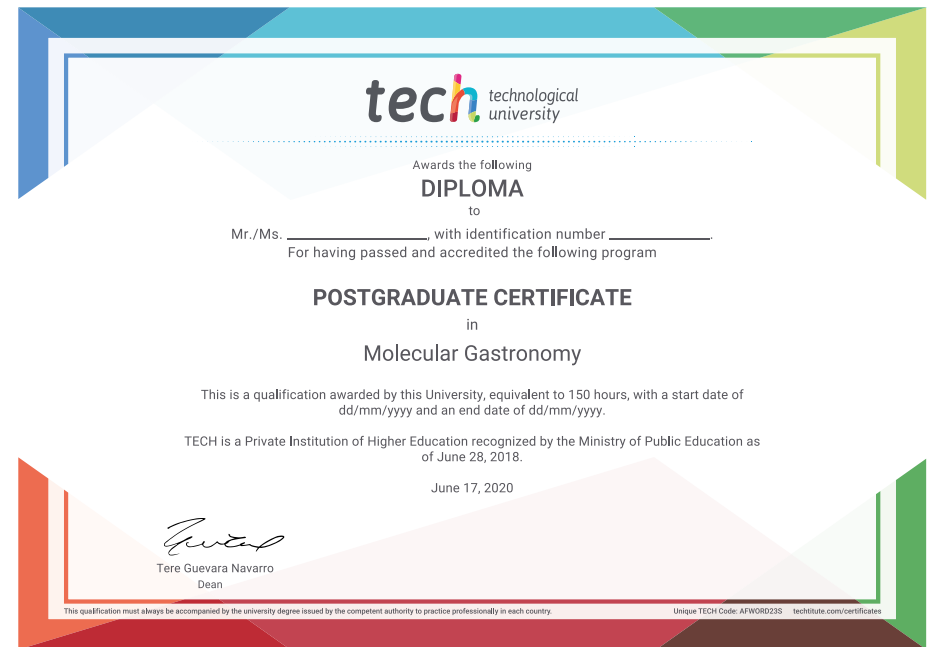 tech technological
university
Awards the following
DIPLOMA
to
Mr./Ms. ____________________, with identification number ______________.
For having passed and accredited the following program
POSTGRADUATE CERTIFICATE
in
Molecular Gastronomy
This is a qualification awarded by this University, equivalent to 150 hours, with a start date of
dd/mm/yyyy and an end date of dd/mm/yyyy.
TECH is a Private Institution of Higher Education recognized by the Ministry of Public Education as
of June 28, 2018.
June 17, 2020
Tere Guevara Navarro
Dean
This qualification must always be accompanied by the university degree issued by the competent authority to practice professionally in each country. Unique TECH Code: AFWORD23S techtitute.com/certificates